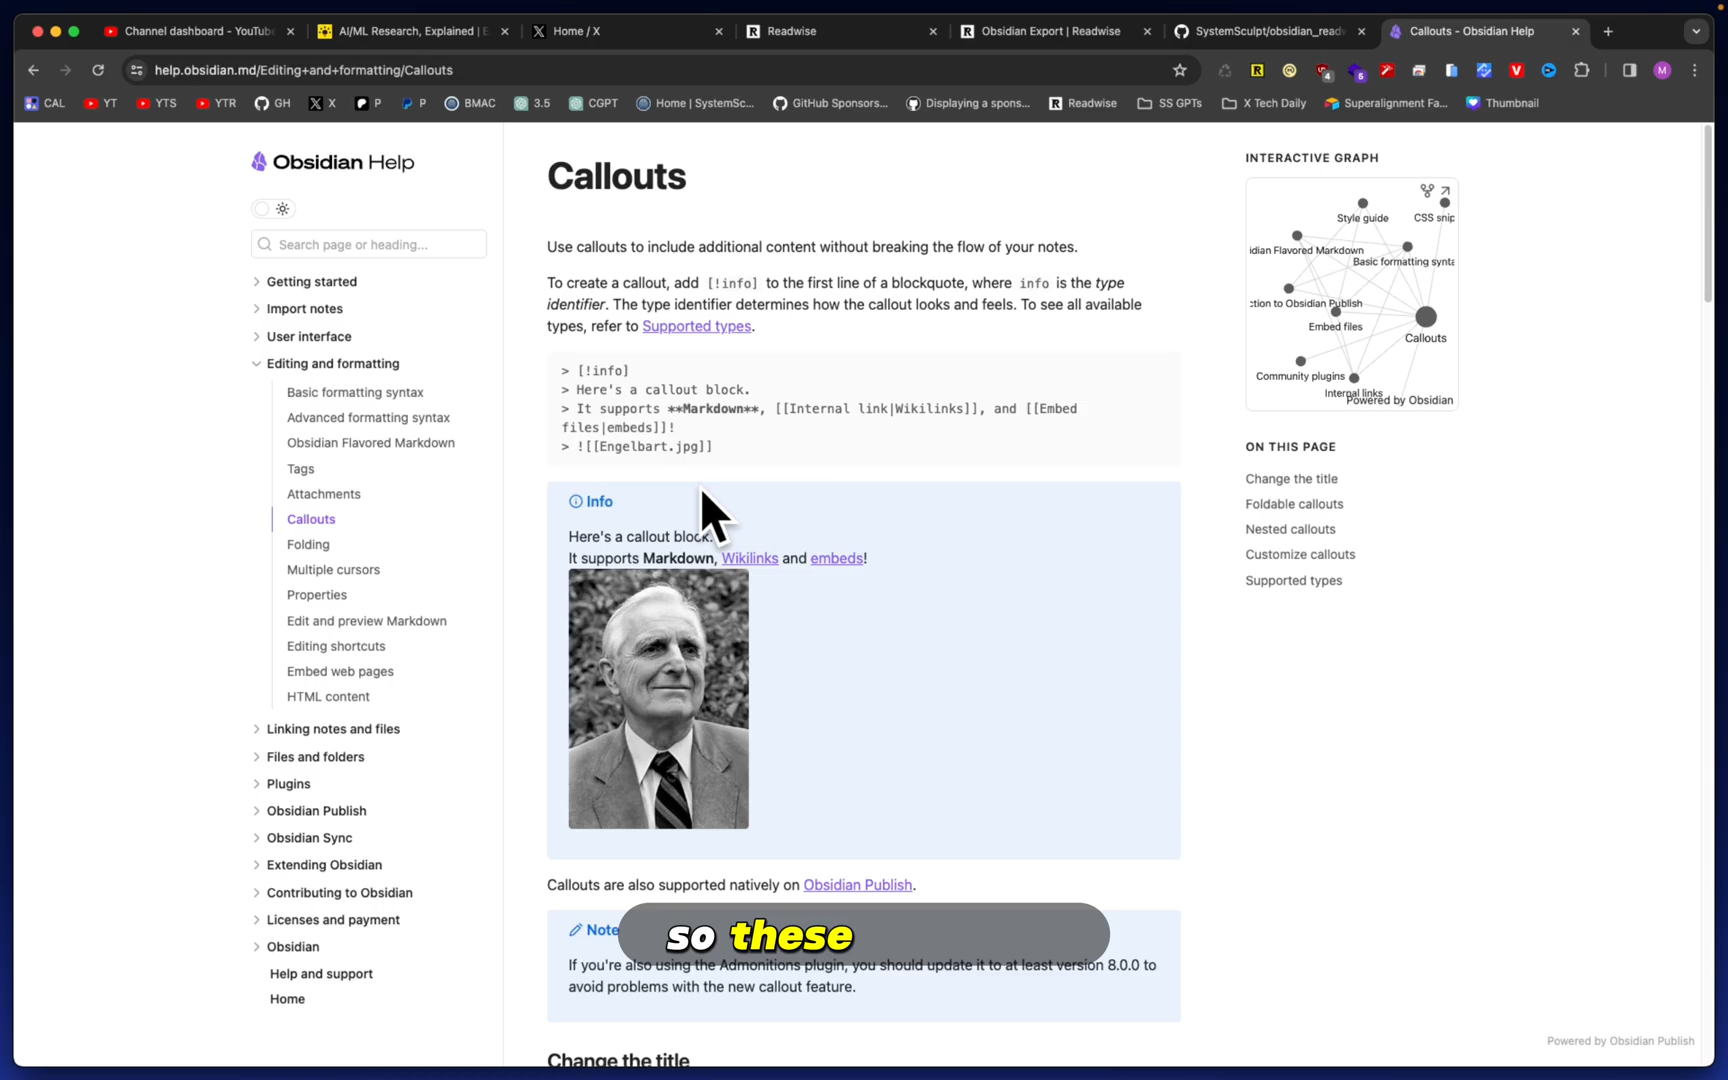 Channel dashboard - YouTube
AI/ML Research, Explained | E
Home / X
Readwise
Obsidian Export | Readwise
SystemSculpt/obsidian_readw
Callouts - Obsidian Help
help.obsidian.md/Editing+and+formatting/Callouts
4
5
M
CAL
YT
YTS
YTR
GH
X
P
P
BMAC
3.5
CGPT
Home | SystemSc...
GitHub Sponsors...
Displaying a spons...
Readwise
SS GPTs
X Tech Daily
Superalignment Fa...
Thumbnail
Obsidian Help
Search page or heading...
Getting started
Import notes
User interface
Editing and formatting
Basic formatting syntax
Advanced formatting syntax
Obsidian Flavored Markdown
Tags
Attachments
Callouts
Folding
Multiple cursors
Properties
Edit and preview Markdown
Editing shortcuts
Embed web pages
HTML content
Linking notes and files
Files and folders
Plugins
Obsidian Publish
Obsidian Sync
Extending Obsidian
Contributing to Obsidian
Licenses and payment
Obsidian
Help and support
Home
Callouts
Use callouts to include additional content without breaking the flow of your notes.
To create a callout, add [!info] to the first line of a blockquote, where info is the type
identifier. The type identifier determines how the callout looks and feels. To see all available
types, refer to Supported types.
> [!info]
> Here's a callout block.
> It supports **Markdown**, [[Internal link|Wikilinks]], and [[Embed
files|embeds]]!
> ![[Engelbart.jpg]]
Info
Here's a callout block.
It supports Markdown, Wikilinks and embeds!
Callouts are also supported natively on Obsidian Publish.
Note
so these
If you're also using the Admonitions plugin, you should update it to at least version 8.0.0 to
avoid problems with the new callout feature.
Change the title
INTERACTIVE GRAPH
Style guide
CSS snip
idian Flavored Markdown
Basic formatting synta
ction to Obsidian Publish
Embed files
Callouts
Community plugins
Internal links
Powered by Obsidian
ON THIS PAGE
Change the title
Foldable callouts
Nested callouts
Customize callouts
Supported types
Powered by Obsidian Publish